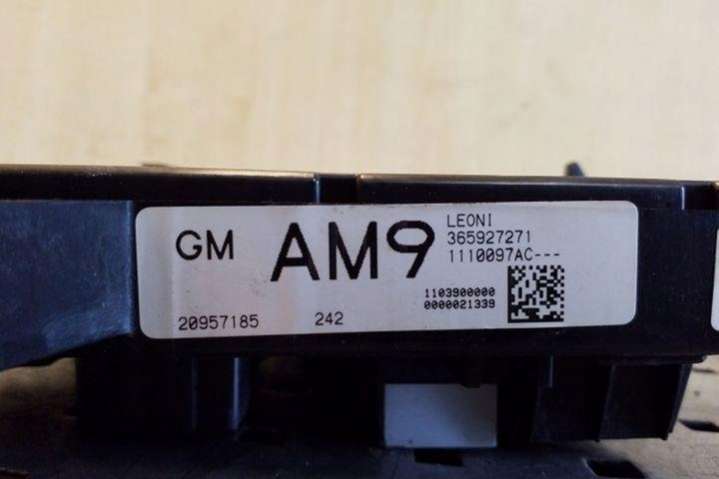 GM AM9
LEONI
365927271
1110097AC---
1103900000
0000021339
20957185 242